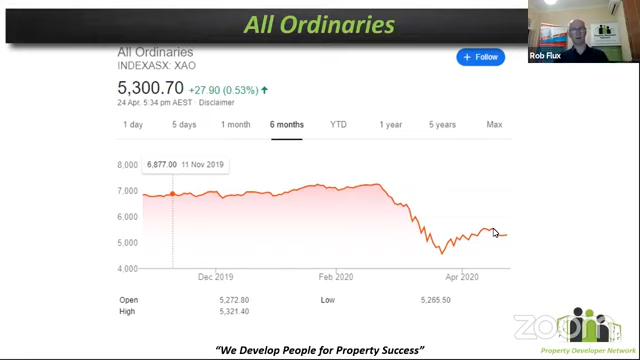 All Ordinaries
Rob Flux
All Ordinaries
INDEXASX: XAO
Follow
5,300.70 +27.90 (0.53%)
24 Apr. 5:34 pm AEST · Disclaimer
1 day 5 days 1 month 6 months YTD 1 year 5 years Max
6,877.00 11 Nov 2019
8,000
7,000
6,000
5,000
4,000
Dec 2019 Feb 2020 Apr 2020
Open 5,272.80 Low 5,265.50
High 5,321.40
zoom
Property Developer Network
"We Develop People for Property Success"